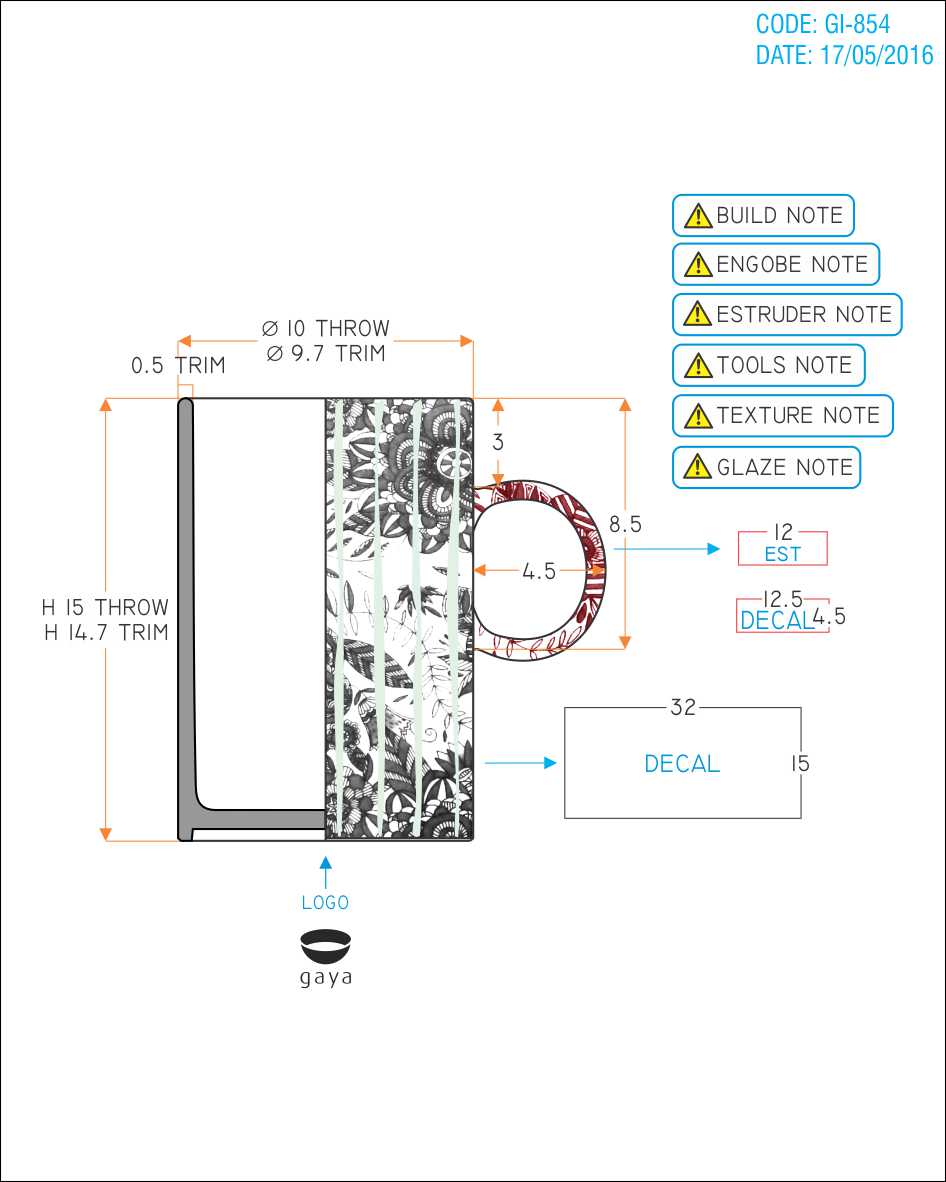 CODE: GI-854
DATE: 17/05/2016
BUILD NOTE
ENGOBE NOTE
ESTRUDER NOTE
TOOLS NOTE
TEXTURE NOTE
GLAZE NOTE
Ø 10 THROW
Ø 9.7 TRIM
0.5 TRIM
3
8.5
4.5
12
EST
12.5
DECAL
4.5
H 15 THROW
H 14.7 TRIM
32
DECAL
15
LOGO
gaya